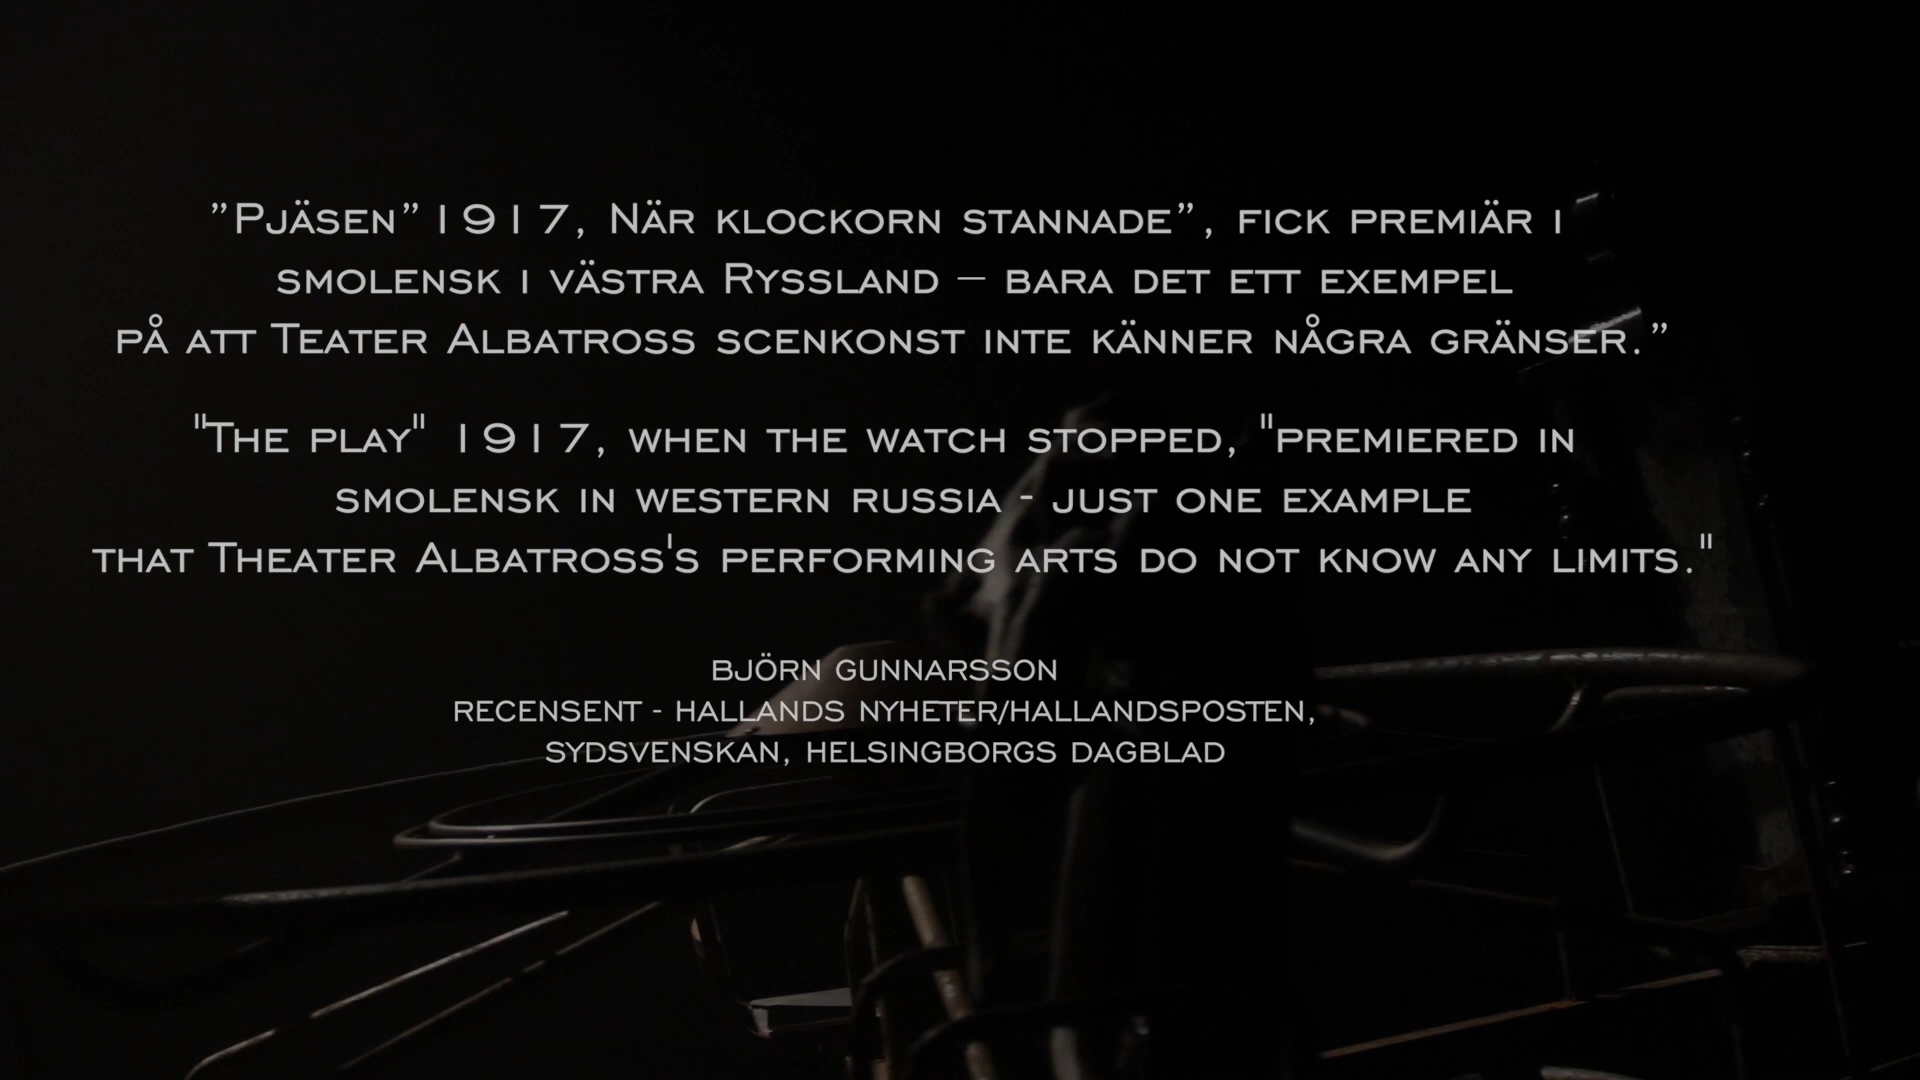 ”Pjäsen” 1917, När klockorn stannade”, fick premiär i
smolensk i västra Ryssland – bara det ett exempel
på att Teater Albatross scenkonst inte känner några gränser.”
"The play" 1917, when the watch stopped, "premiered in
smolensk in western russia - just one example
that Theater Albatross's performing arts do not know any limits."
BJÖRN GUNNARSSON
RECENSENT - HALLANDS NYHETER/HALLANDSPOSTEN,
SYDSVENSKAN, HELSINGBORGS DAGBLAD